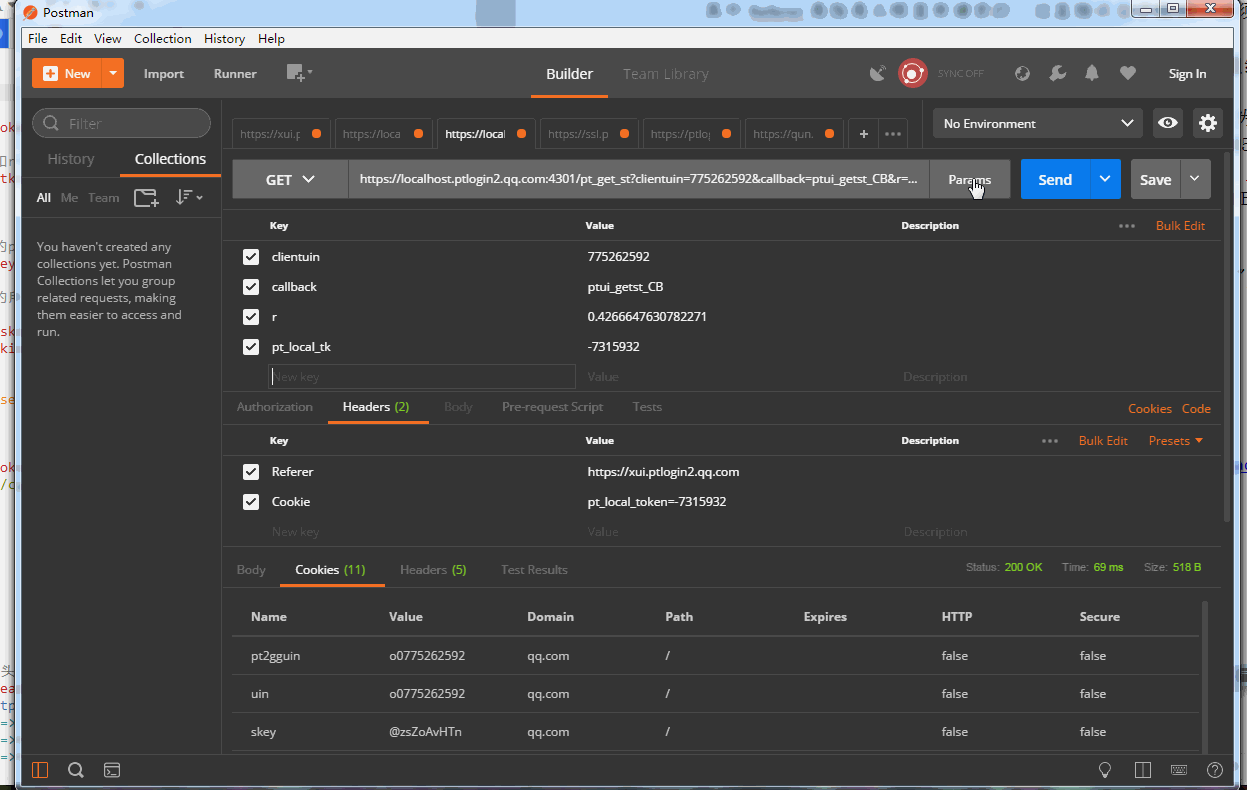 Postman
File Edit View Collection History Help
New Import Runner Builder Team Library SYNC OFF Sign In
Filter
History Collections
All Me Team
You haven't created any
collections yet. Postman
Collections let you group
related requests, making
them easier to access and
run.
https://xui.p https://loca https://local https://ssl.p https://ptlo https://qun. + ••• No Environment
GET https://localhost.ptlogin2.qq.com:4301/pt_get_st?clientuin=775262592&callback=ptui_getst_CB&r=... Params Send Save
Key Value Description ••• Bulk Edit
clientuin 775262592
callback ptui_getst_CB
r 0.4266647630782271
pt_local_tk -7315932
New key Value Description
Authorization Headers (2) Body Pre-request Script Tests Cookies Code
Key Value Description ••• Bulk Edit Presets
Referer https://xui.ptlogin2.qq.com
Cookie pt_local_token=-7315932
New key Value Description
Body Cookies (11) Headers (5) Test Results Status: 200 OK Time: 69 ms Size: 518 B
Name Value Domain Path Expires HTTP Secure
pt2gguin o0775262592 qq.com / false false
uin o0775262592 qq.com / false false
skey @zsZoAvHTn qq.com / false false